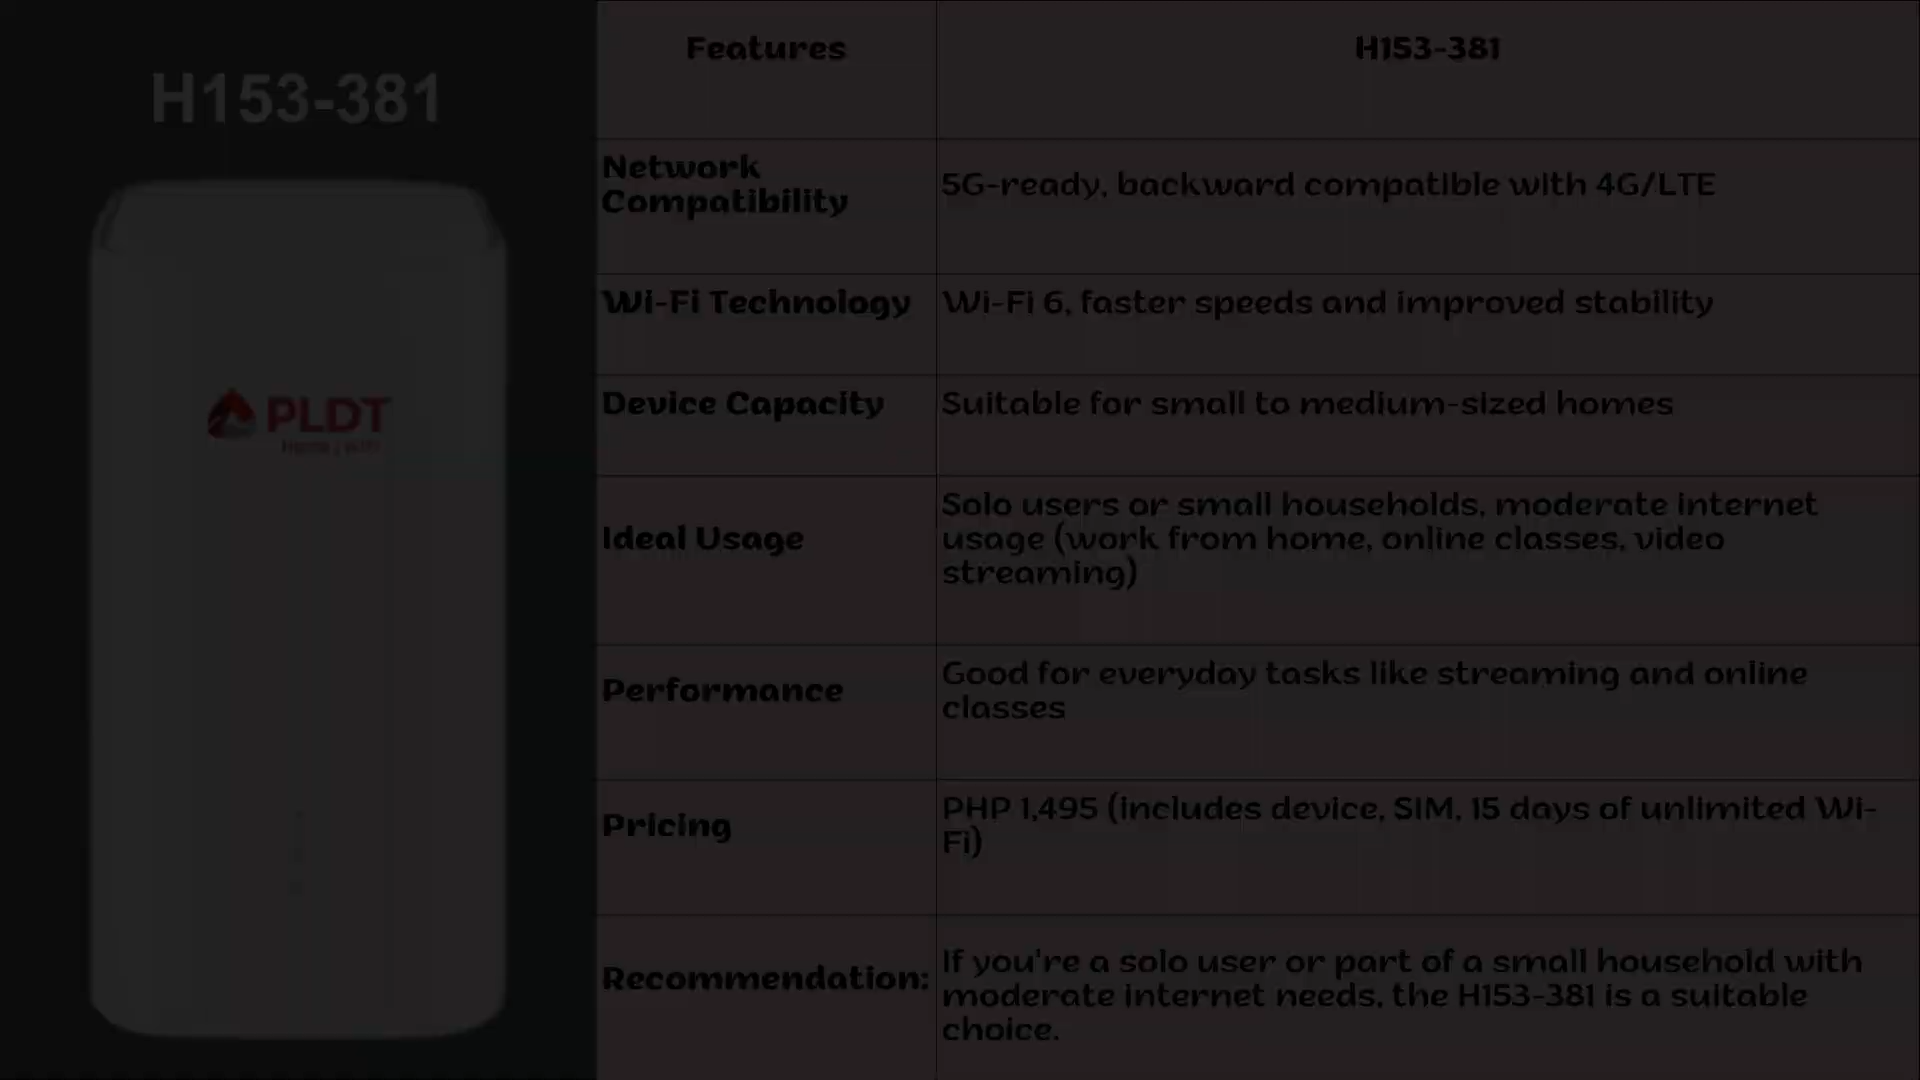 H153-381
PLDT
Home | WiFi
Features
H153-381
Network
Compatibility
5G-ready, backward compatible with 4G/LTE
Wi-Fi Technology
Wi-Fi 6, faster speeds and improved stability
Device Capacity
Suitable for small to medium-sized homes
Ideal Usage
Solo users or small households, moderate internet
usage (work from home, online classes, video
streaming)
Performance
Good for everyday tasks like streaming and online
classes
Pricing
PHP 1,495 (includes device, SIM, 15 days of unlimited Wi-
Fi)
Recommendation:
If you're a solo user or part of a small household with
moderate internet needs, the H153-381 is a suitable
choice.